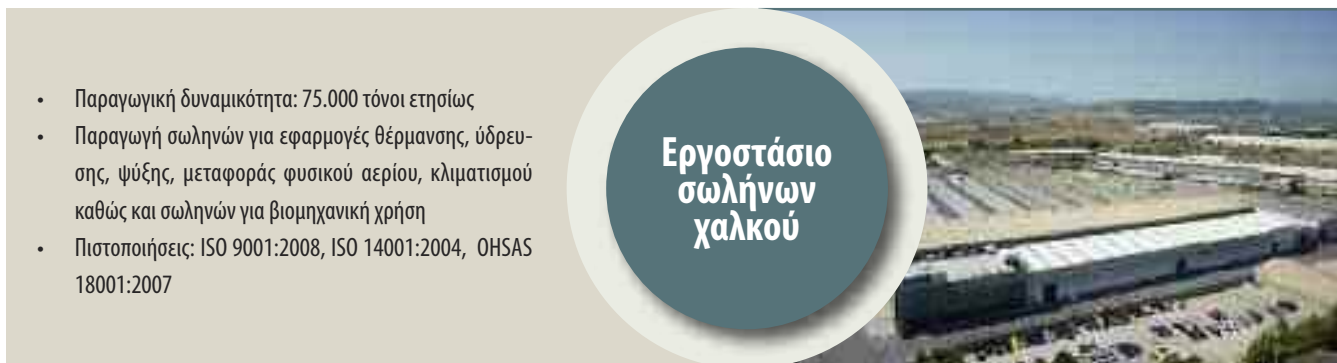 • Παραγωγική δυναμικότητα: 75.000 τόνοι ετησίως
• Παραγωγή σωληνών για εφαρμογές θέρμανσης, ύδρευ-
σης, ψύξης, μεταφοράς φυσικού αερίου, κλιματισμού
καθώς και σωληνών για βιομηχανική χρήση
• Πιστοποιήσεις: ISO 9001:2008, ISO 14001:2004, OHSAS
18001:2007
Εργοστάσιο
σωλήνων
χαλκού